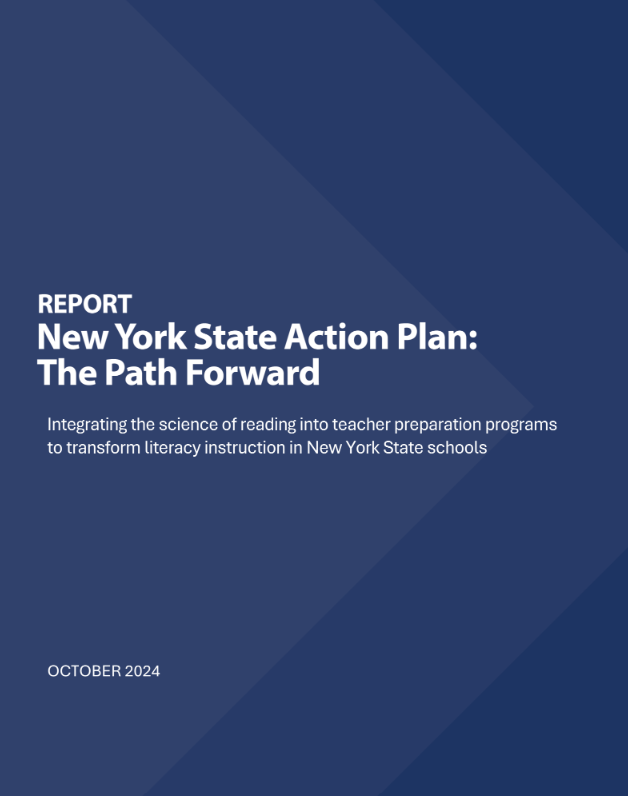 REPORT
New York State Action Plan:
The Path Forward
Integrating the science of reading into teacher preparation programs
to transform literacy instruction in New York State schools
OCTOBER 2024